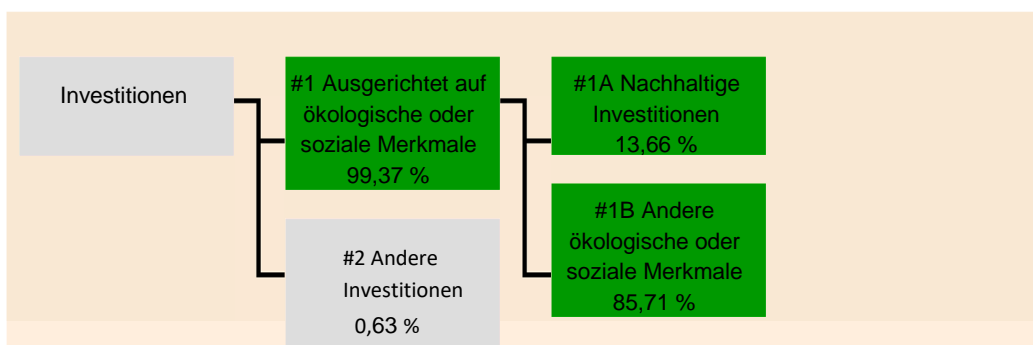 Investitionen
#1 Ausgerichtet auf
ökologische oder
soziale Merkmale
99,37 %
#2 Andere
Investitionen
0,63 %
#1A Nachhaltige
Investitionen
13,66 %
#1B Andere
ökologische oder
soziale Merkmale
85,71 %